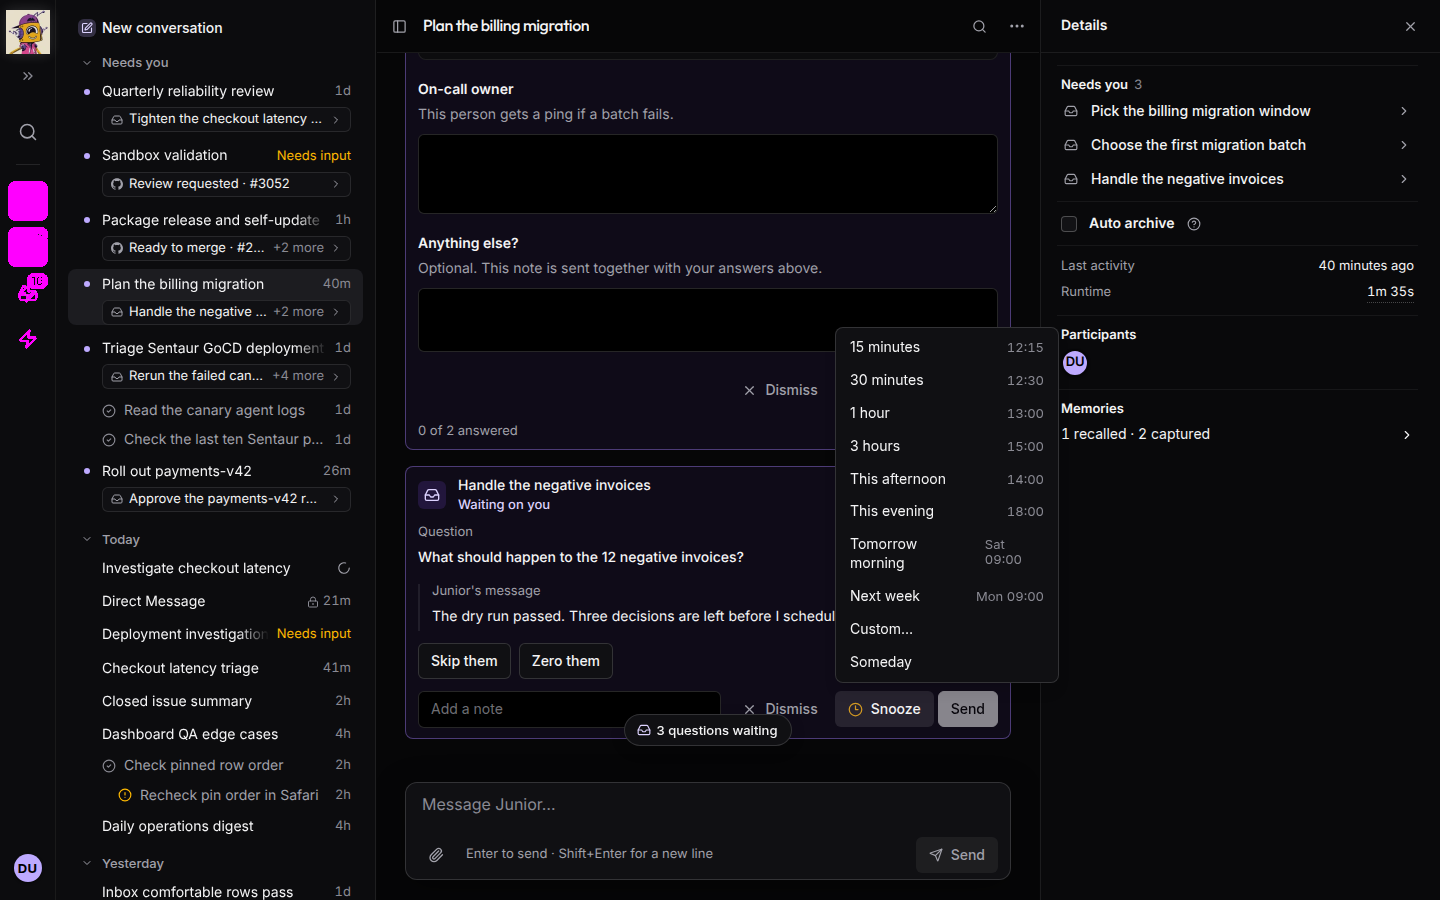 New conversation
Needs you
Quarterly reliability review 1d
Tighten the checkout latency ...
Sandbox validation Needs input
Review requested · #3052
Package release and self-update 1h
Ready to merge · #2... +2 more
Plan the billing migration 40m
Handle the negative ... +2 more
Triage Sentaur GoCD deployment 1d
Rerun the failed can... +4 more
Read the canary agent logs 1d
Check the last ten Sentaur p... 1d
Roll out payments-v42 26m
Approve the payments-v42 r...
Today
Investigate checkout latency
Direct Message 21m
Deployment investigation Needs input
Checkout latency triage 41m
Closed issue summary 2h
Dashboard QA edge cases 4h
Check pinned row order 2h
Recheck pin order in Safari 2h
Daily operations digest 4h
Yesterday
Inbox comfortable rows pass 1d
DU
Plan the billing migration
On-call owner
This person gets a ping if a batch fails.
Anything else?
Optional. This note is sent together with your answers above.
Dismiss
0 of 2 answered
Handle the negative invoices
Waiting on you
Question
What should happen to the 12 negative invoices?
Junior's message
The dry run passed. Three decisions are left before I schedul
Skip them Zero them
Add a note
Dismiss
Snooze
Send
3 questions waiting
Message Junior...
Enter to send · Shift+Enter for a new line
Send
15 minutes 12:15
30 minutes 12:30
1 hour 13:00
3 hours 15:00
This afternoon 14:00
This evening 18:00
Tomorrow morning Sat 09:00
Next week Mon 09:00
Custom...
Someday
Details
Needs you 3
Pick the billing migration window
Choose the first migration batch
Handle the negative invoices
Auto archive
Last activity 40 minutes ago
Runtime 1m 35s
Participants
DU
Memories
1 recalled · 2 captured